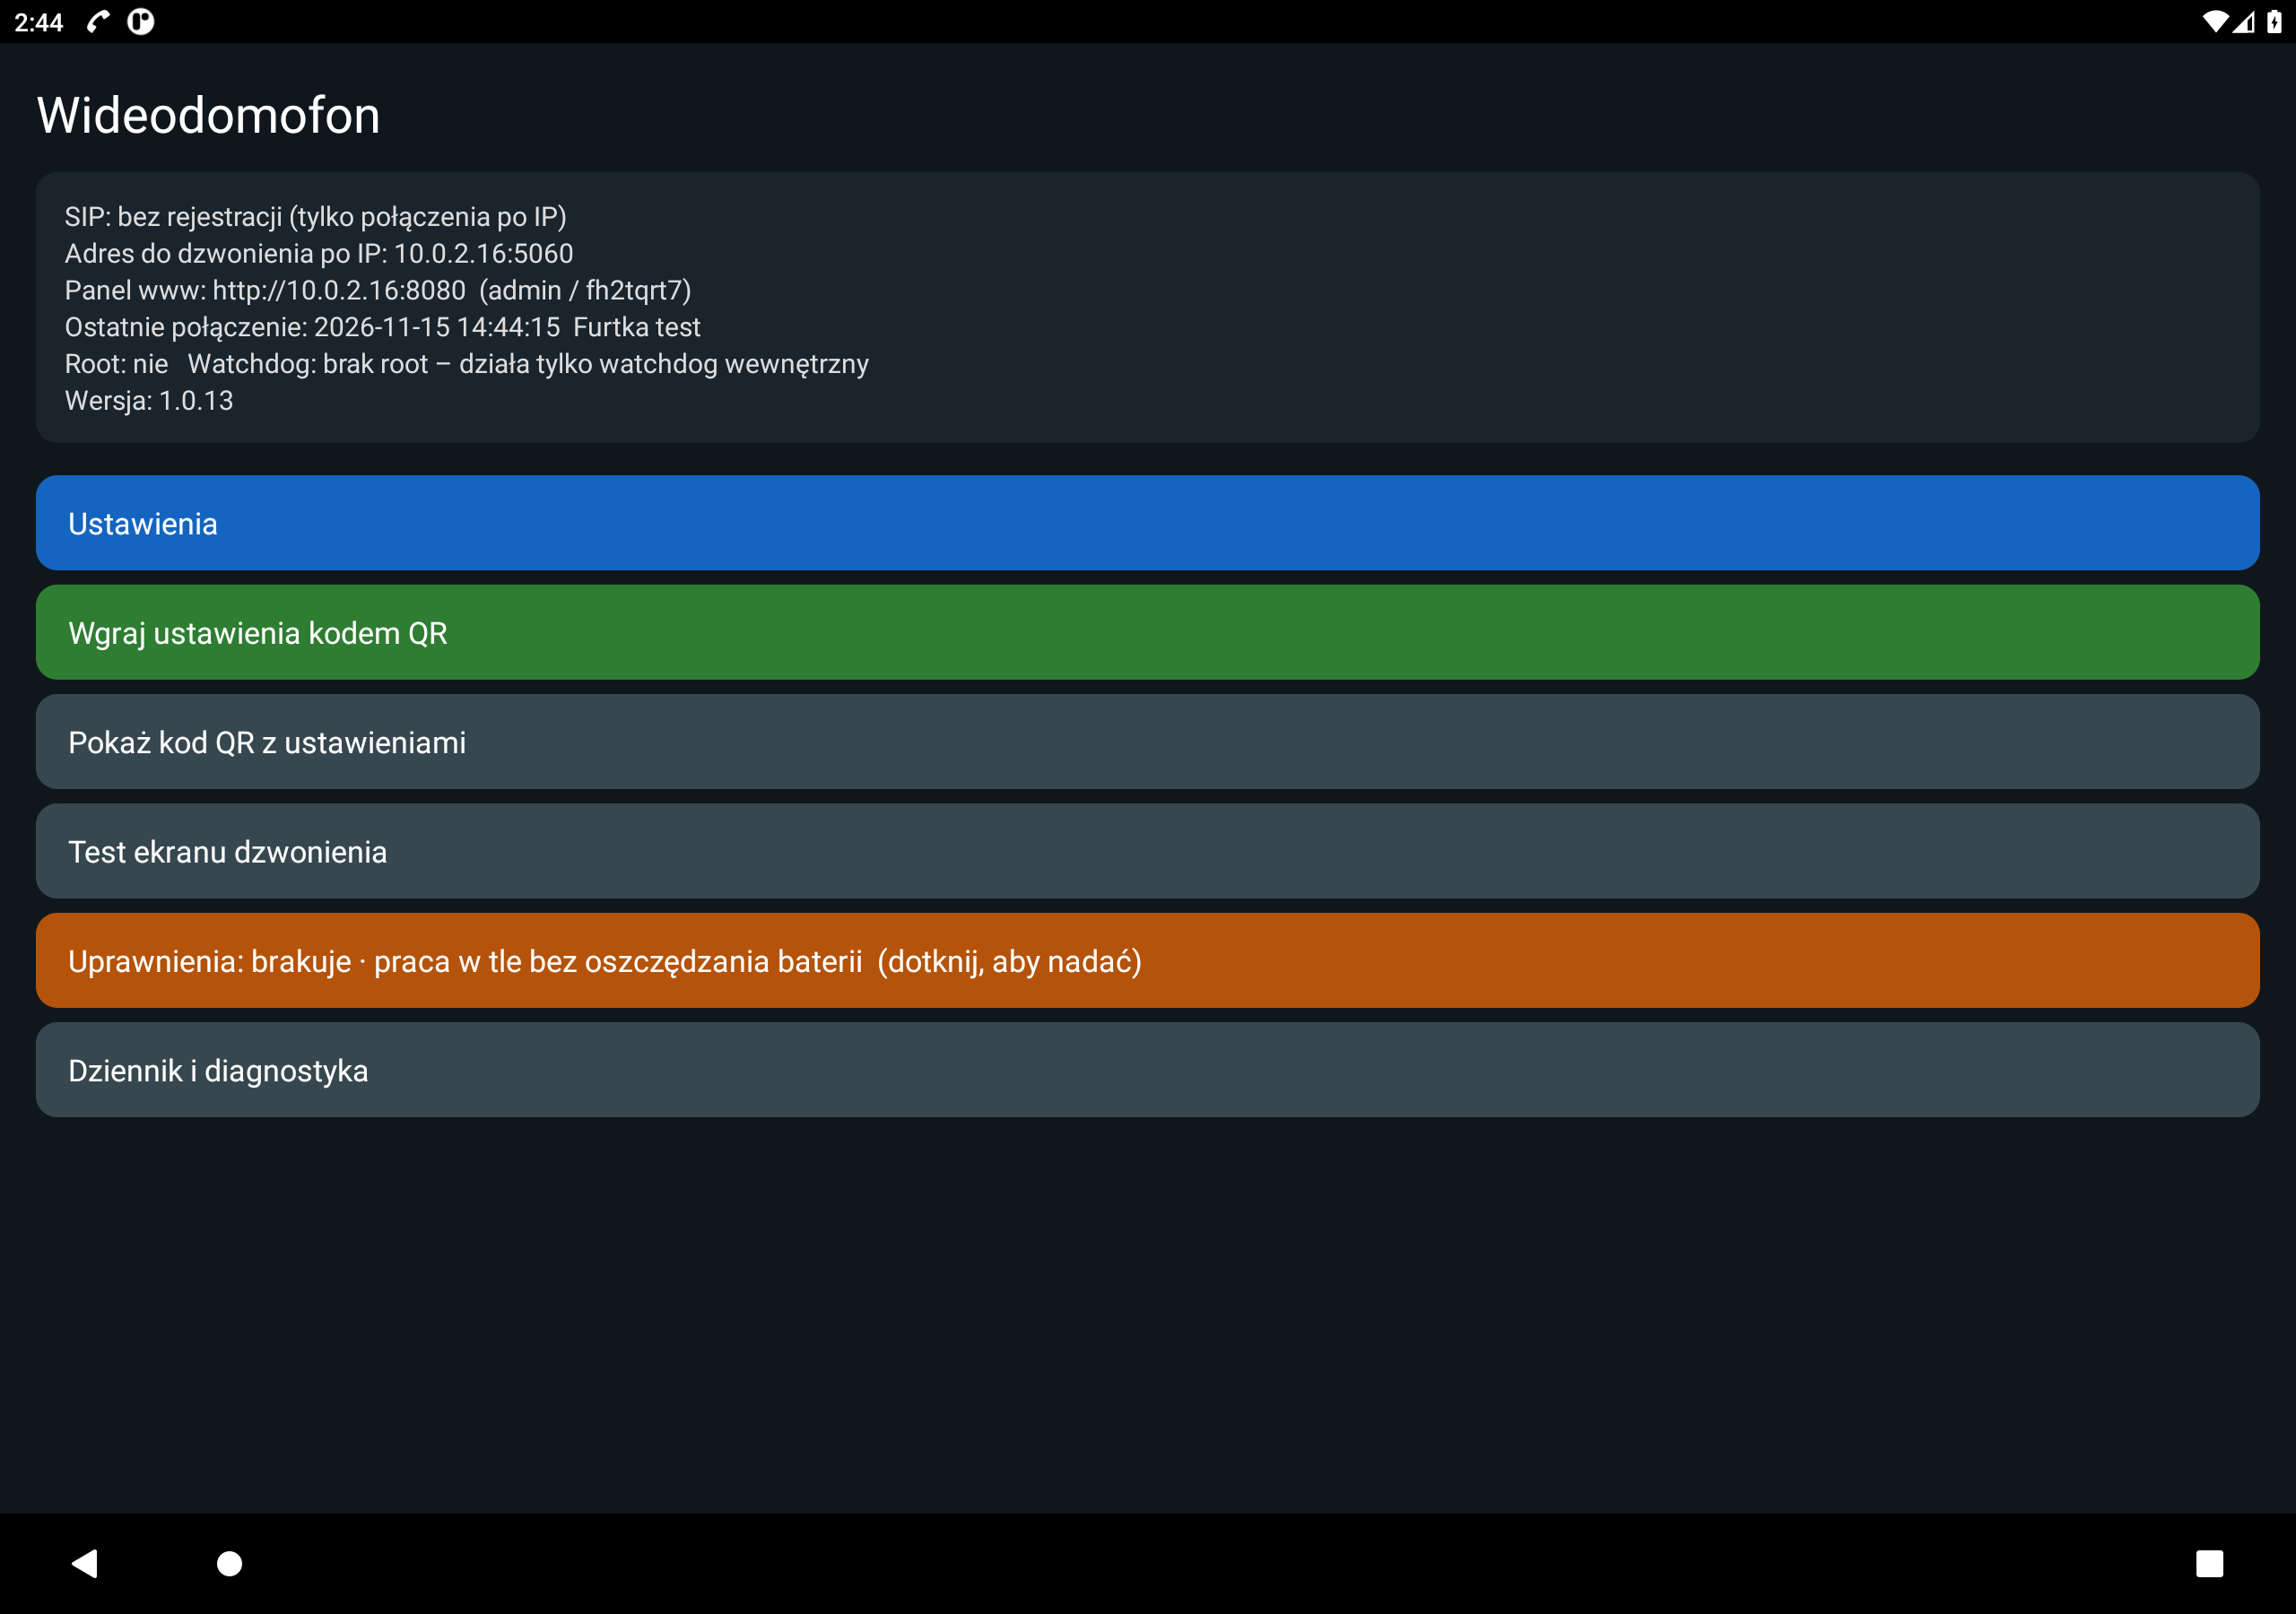 2:44
Wideodomofon
SIP: bez rejestracji (tylko połączenia po IP)
Adres do dzwonienia po IP: 10.0.2.16:5060
Panel www: http://10.0.2.16:8080  (admin / fh2tqrt7)
Ostatnie połączenie: 2026-11-15 14:44:15  Furtka test
Root: nie   Watchdog: brak root – działa tylko watchdog wewnętrzny
Wersja: 1.0.13
Ustawienia
Wgraj ustawienia kodem QR
Pokaż kod QR z ustawieniami
Test ekranu dzwonienia
Uprawnienia: brakuje · praca w tle bez oszczędzania baterii  (dotknij, aby nadać)
Dziennik i diagnostyka